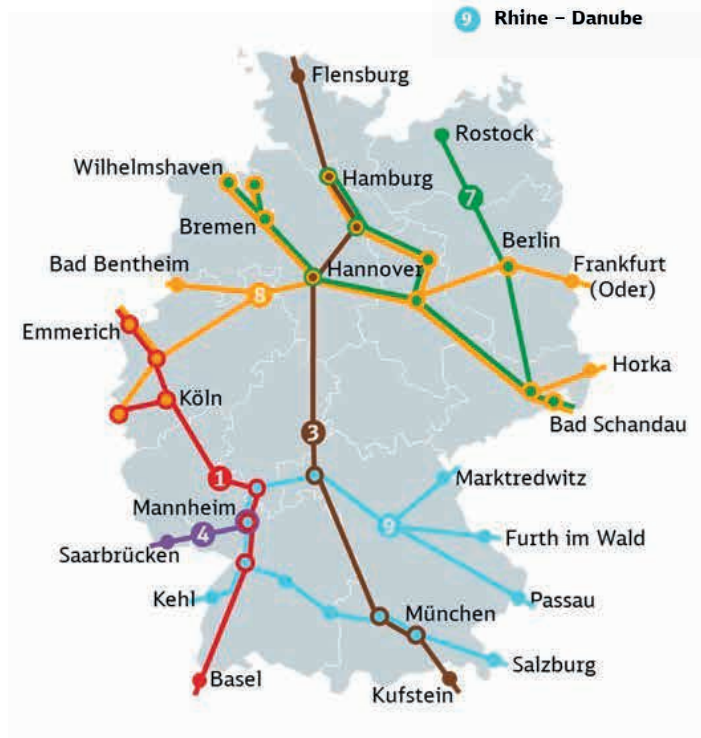 9 Rhine – Danube
Flensburg
Rostock
Wilhelmshaven
Hamburg
7
Bremen
Berlin
Bad Bentheim
Hannover
Frankfurt
(Oder)
8
Emmerich
Horka
Köln
Bad Schandau
3
1
Marktredwitz
Mannheim
4
9
Saarbrücken
Furth im Wald
Kehl
Passau
München
Salzburg
Basel
Kufstein